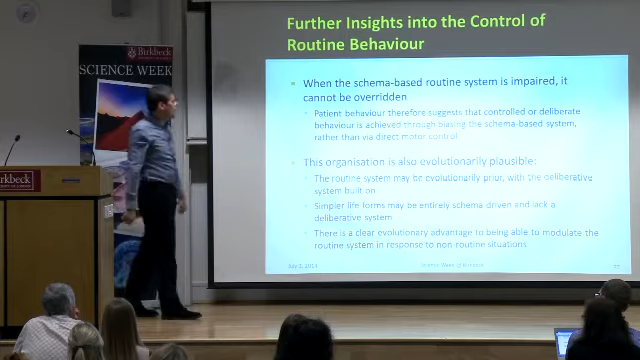 Further Insights into the Control of
Routine Behaviour
Birkbeck
SCIENCE WEEK
When the schema-based routine system is impaired, it
cannot be overridden
Patient behaviour therefore suggests that controlled or deliberate
behaviour is achieved through biasing the schema-based system,
rather than via direct motor control
This organisation is also evolutionarily plausible:
The routine system may be evolutionarily prior, with the deliberative
system built on
Simpler life forms may be entirely schema driven and lack a
deliberative system
There is a clear evolutionary advantage to being able to modulate the
routine system in response to non-routine situations
rkbeck